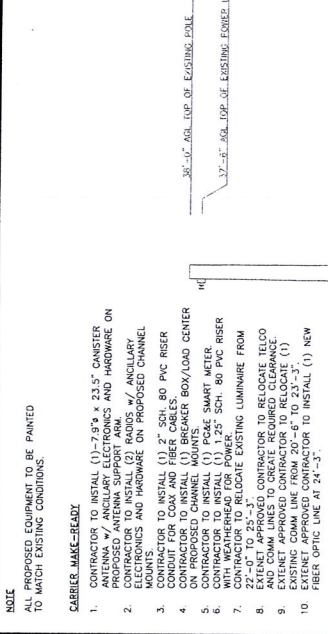 NOTE
ALL PROPOSED EQUIPMENT TO BE PAINTED
TO MATCH EXISTING CONDITIONS.
CARRIER MAKE-READY
1. CONTRACTOR TO INSTALL (1)-7.9"ø x 23.5" CANISTER
ANTENNA w/ ANCILLARY ELECTRONICS AND HARDWARE ON
PROPOSED ANTENNA SUPPORT ARM.
2. CONTRACTOR TO INSTALL (2) RADIOS w/ ANCILLARY
ELECTRONICS AND HARDWARE ON PROPOSED CHANNEL
MOUNTS.
3. CONTRACTOR TO INSTALL (1) 2" SCH. 80 PVC RISER
CONDUIT FOR COAX AND FIBER CABLES.
4. CONTRACTOR TO INSTALL (1) BREAKER BOX/LOAD CENTER
ON PROPOSED CHANNEL MOUNTS.
5. CONTRACTOR TO INSTALL (1) PG&E SMART METER.
6. CONTRACTOR TO INSTALL (1) 1.25" SCH. 80 PVC RISER
WITH WEATHERHEAD FOR POWER.
7. CONTRACTOR TO RELOCATE EXISTING LUMINAIRE FROM
22'-0" TO 25'-3".
8. EXTENET APPROVED CONTRACTOR TO RELOCATE TELCO
AND COMM LINES TO CREATE REQUIRED CLEARANCE.
9. EXTENET APPROVED CONTRACTOR TO RELOCATE (1)
EXISTING COMM LINE FROM 20'-6" TO 23'-3".
10. EXTENET APPROVED CONTRACTOR TO INSTALL (1) NEW
FIBER OPTIC LINE AT 24'-3".
38'-0" AGL TOP OF EXISTING POLE
37'-6" AGL TOP OF EXISTING POWER L